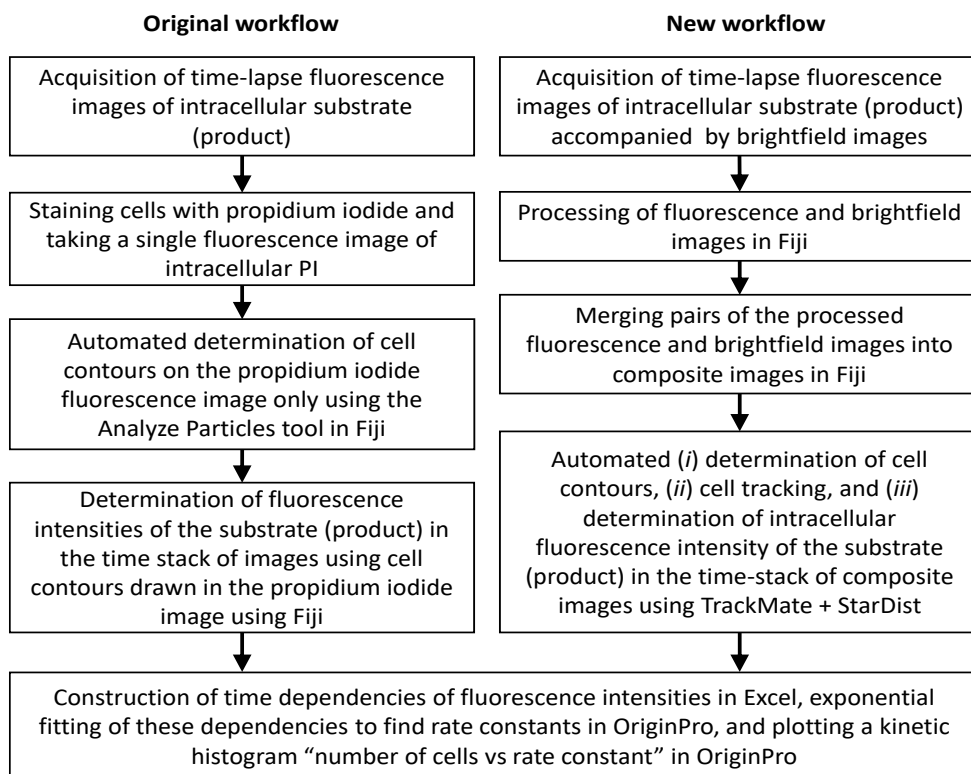 Original workflow
Acquisition of time-lapse fluorescence
images of intracellular substrate
(product)
Staining cells with propidium iodide and
taking a single fluorescence image of
intracellular PI
Automated determination of cell
contours on the propidium iodide
fluorescence image only using the
Analyze Particles tool in Fiji
Determination of fluorescence
intensities of the substrate (product) in
the time stack of images using cell
contours drawn in the propidium iodide
image using Fiji
New workflow
Acquisition of time-lapse fluorescence
images of intracellular substrate (product)
accompanied by brightfield images
Processing of fluorescence and brightfield
images in Fiji
Merging pairs of the processed
fluorescence and brightfield images into
composite images in Fiji
Automated (i) determination of cell
contours, (ii) cell tracking, and (iii)
determination of intracellular
fluorescence intensity of the substrate
(product) in the time-stack of composite
images using TrackMate + StarDist
Construction of time dependencies of fluorescence intensities in Excel, exponential
fitting of these dependencies to find rate constants in OriginPro, and plotting a kinetic
histogram “number of cells vs rate constant” in OriginPro